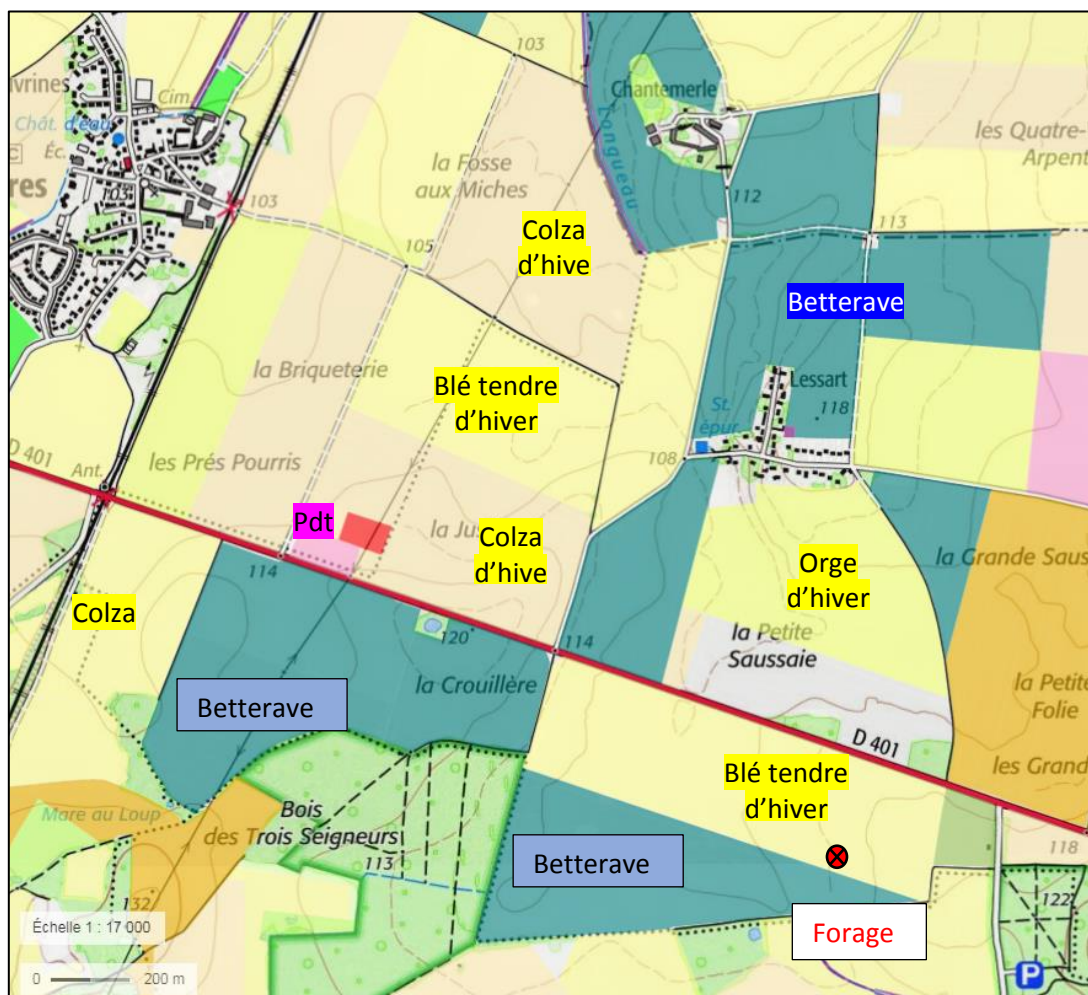 103
vrines
Chantemerle
Cim.
Chât. d'eau
Longueau
les Quatre-
Arpent
C
Éc.
la Fosse
aux Miches
res
103
112
103
Colza
d'hive
113
105
Betterave
la Briqueterie
Blé tendre
d'hiver
Lessart
118
St.
épur.
D 401
Ant.
les Prés Pourris
108
Pdt
la Ju
Colza
d'hive
Orge
d'hiver
la Grande Saus
114
Colza
120
114
la Petite
Saussaie
la Crouillère
la Petite
Folie
Betterave
D 401
les Grand
Blé tendre
d'hiver
Mare au Loup
Bois
des Trois Seigneurs
118
113
Betterave
132
122
Échelle 1 : 17 000
Forage
0 200 m
P